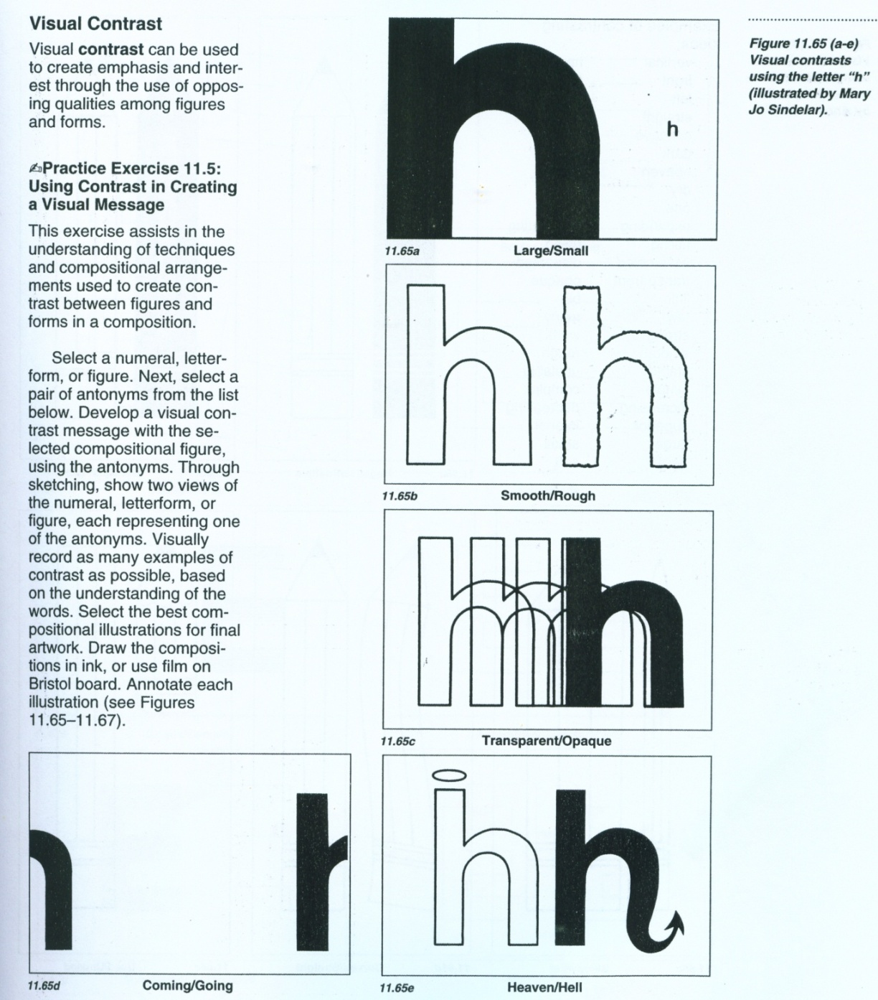 Visual Contrast
Visual contrast can be used
to create emphasis and inter-
est through the use of oppos-
ing qualities among figures
and forms.
✍Practice Exercise 11.5:
Using Contrast in Creating
a Visual Message
This exercise assists in the
understanding of techniques
and compositional arrange-
ments used to create con-
trast between figures and
forms in a composition.
Select a numeral, letter-
form, or figure. Next, select a
pair of antonyms from the list
below. Develop a visual con-
trast message with the se-
lected compositional figure,
using the antonyms. Through
sketching, show two views of
the numeral, letterform, or
figure, each representing one
of the antonyms. Visually
record as many examples of
contrast as possible, based
on the understanding of the
words. Select the best com-
positional illustrations for final
artwork. Draw the composi-
tions in ink, or use film on
Bristol board. Annotate each
illustration (see Figures
11.65–11.67).
h h
11.65a Large/Small
h h
11.65b Smooth/Rough
h h h h
11.65c Transparent/Opaque
h h
11.65d Coming/Going
h h
11.65e Heaven/Hell
Figure 11.65 (a-e)
Visual contrasts
using the letter “h”
(illustrated by Mary
Jo Sindelar).